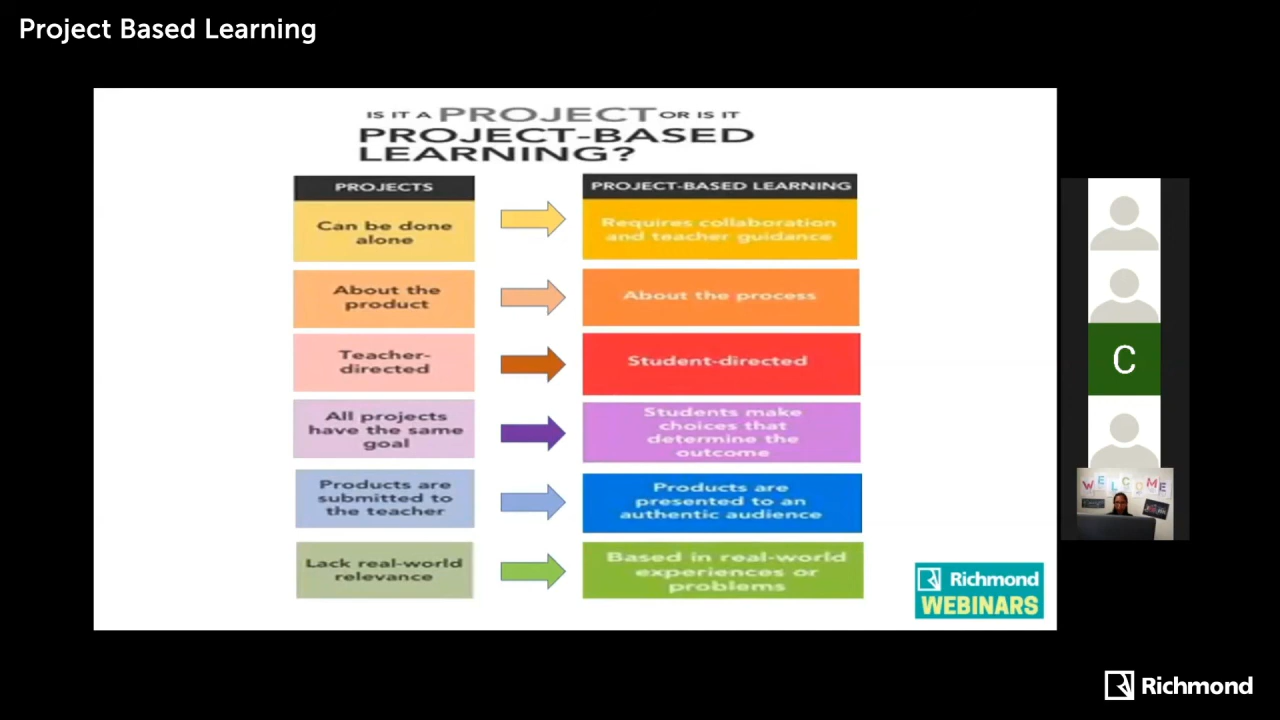 Project Based Learning
IS IT A PROJECT OR IS IT
PROJECT-BASED
LEARNING?
PROJECTS
PROJECT-BASED LEARNING
Can be done
alone
Requires collaboration
and teacher guidance
About the
product
About the process
Teacher-
directed
Student-directed
All projects
have the same
goal
Students make
choices that
determine the
outcome
Products are
submitted to
the teacher
Products are
presented to an
authentic audience
Lack real-world
relevance
Based in real-world
experiences or
problems
C
WELCOME
Richmond
WEBINARS
Richmond